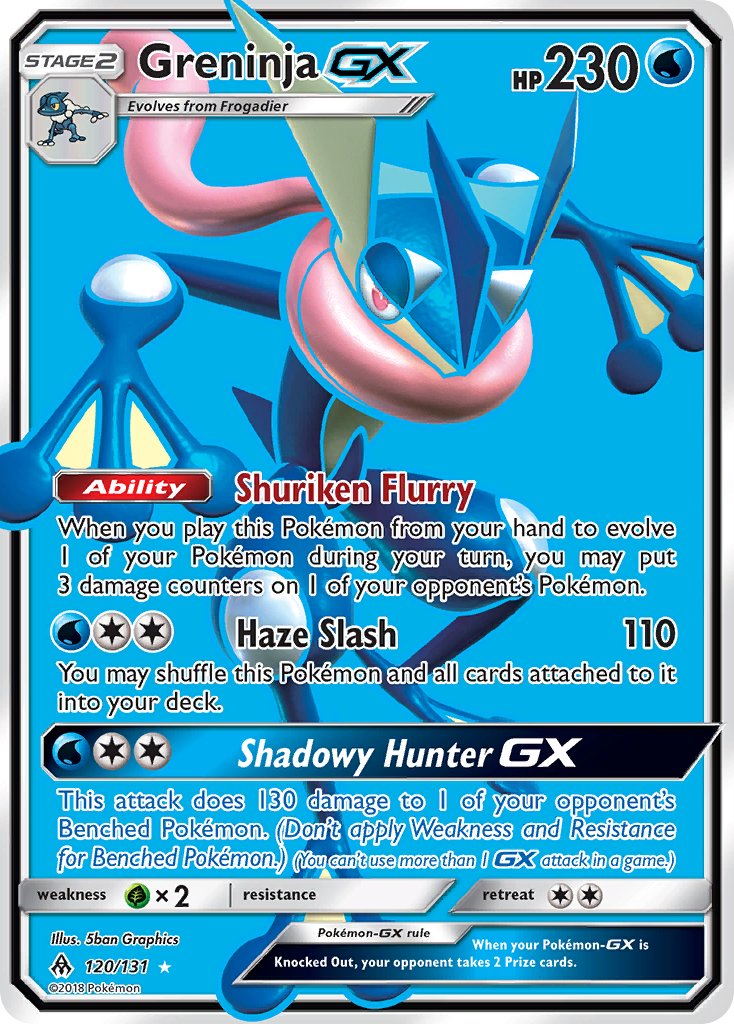 STAGE2
Greninja GX
HP230
Evolves from Frogadier
Ability Shuriken Flurry
When you play this Pokémon from your hand to evolve
1 of your Pokémon during your turn, you may put
3 damage counters on 1 of your opponent's Pokémon.
Haze Slash 110
You may shuffle this Pokémon and all cards attached to it
into your deck.
Shadowy Hunter GX
This attack does 130 damage to 1 of your opponent's
Benched Pokémon. (Don't apply Weakness and Resistance
for Benched Pokémon.) (You can't use more than 1 GX attack in a game.)
weakness ×2 resistance retreat
Illus. 5ban Graphics
120/131
©2018 Pokémon
Pokémon-GX rule
When your Pokémon-GX is
Knocked Out, your opponent takes 2 Prize cards.